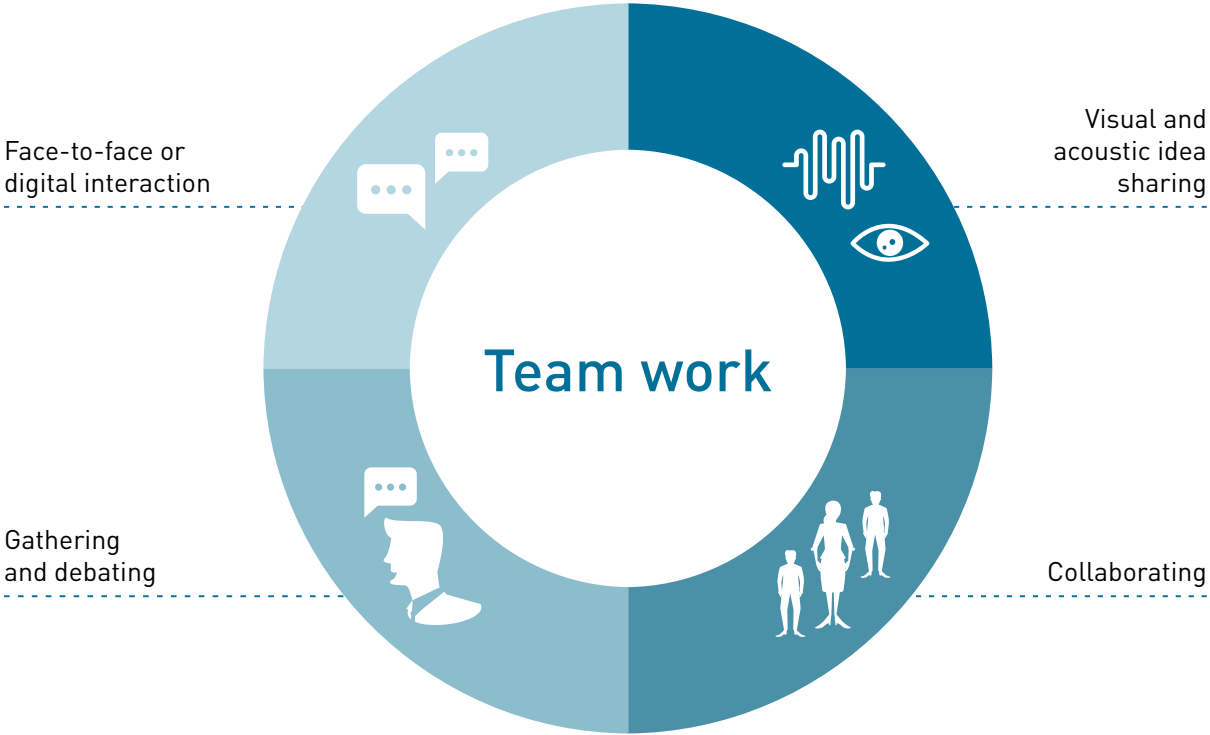 Face-to-face or
digital interaction
Visual and
acoustic idea
sharing
Team work
Gathering
and debating
Collaborating